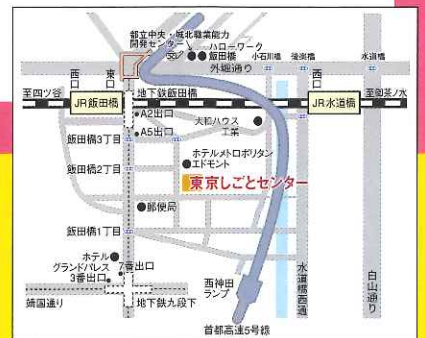 都立中央・城北職業能力
開発センター
ハローワーク
飯田橋
小石川橋
後楽橋
水道橋
外堀通り
西口
東口
西口
至四ツ谷
JR飯田橋
地下鉄飯田橋
JR水道橋
至御茶ノ水
A2出口
A5出口
大和ハウス
工業
飯田橋3丁目
ホテルメトロポリタン
エドモント
飯田橋2丁目
東京しごとセンター
郵便局
飯田橋1丁目
ホテル
グランドパレス
7番出口
3番出口
西神田
ランプ
水道橋西通り
白山通り
靖国通り
地下鉄九段下
首都高速5号線